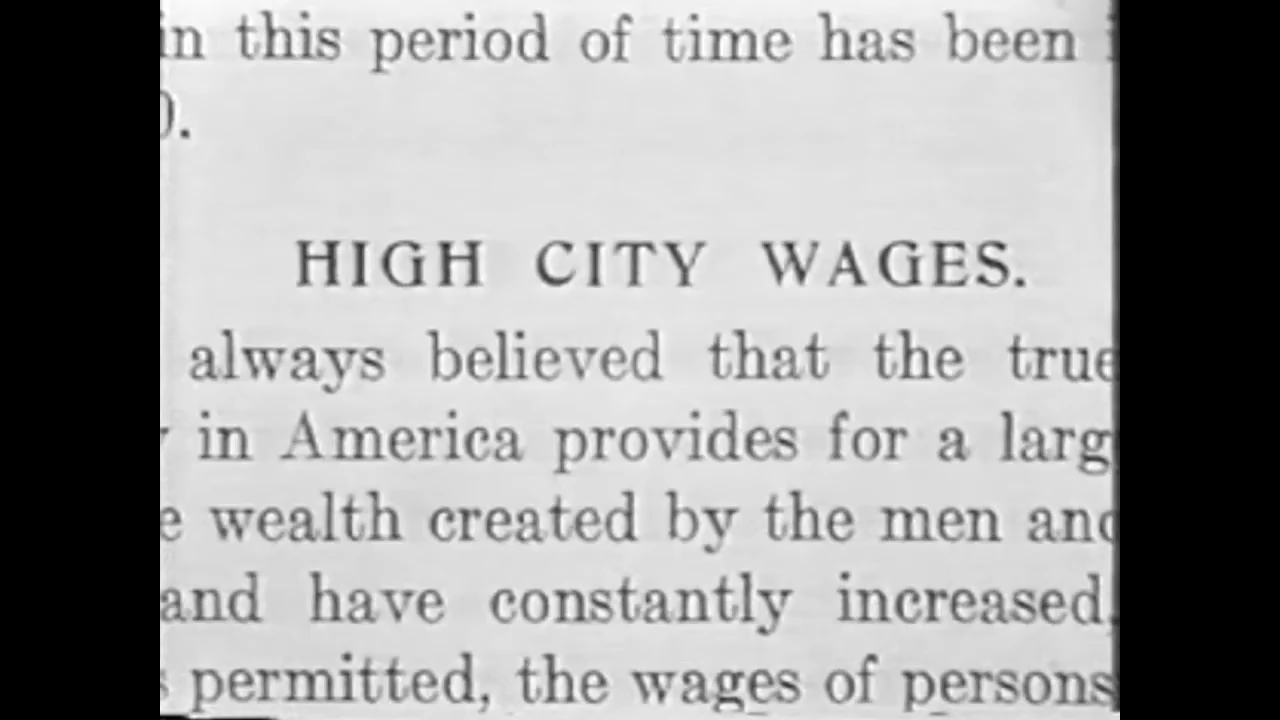 in this period of time has been
).
HIGH CITY WAGES.
always believed that the true
in America provides for a larg
wealth created by the men and
and have constantly increased.
permitted, the wages of persons